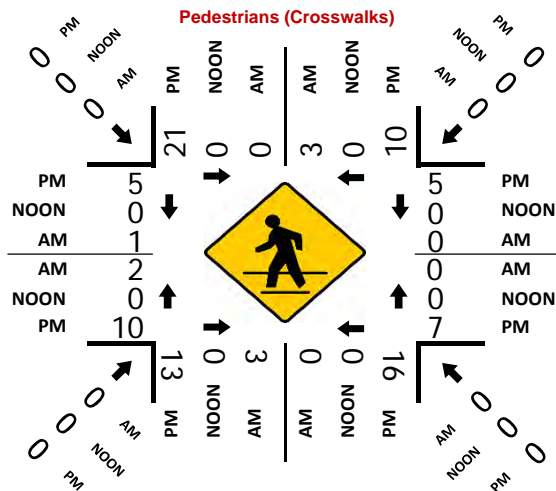 Pedestrians (Crosswalks)
0 PM
0 NOON
0 AM
PM NOON AM AM NOON PM
PM 0
NOON 0
AM 0
21 0 0 3 0 10
PM 5 5 PM
NOON 0 0 NOON
AM 1 0 AM
AM 2 0 AM
NOON 0 0 NOON
PM 10 7 PM
13 0 3 0 0 16
PM NOON AM AM NOON PM
0 AM
0 NOON
0 PM
AM 0
NOON 0
PM 0